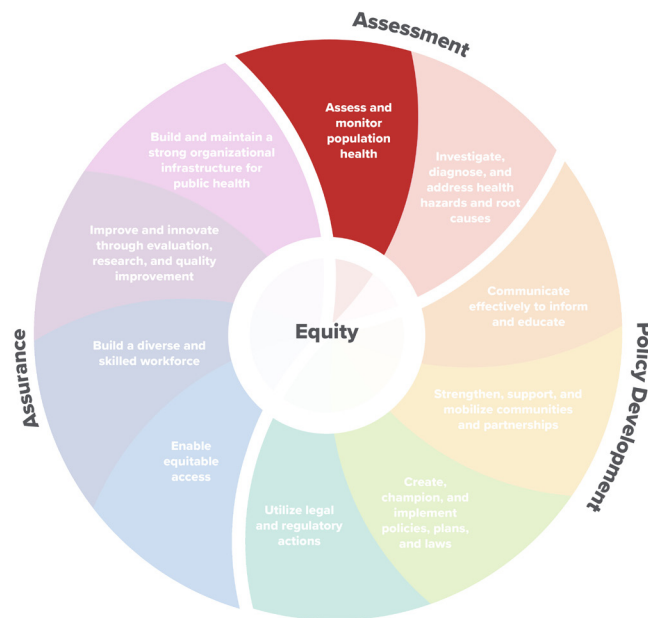 Assessment
Assess and
monitor
population
health
Investigate,
diagnose, and
address health
hazards and root
causes
Communicate
effectively to inform
and educate
Strengthen, support, and
mobilize communities
and partnerships
Policy Development
Create,
champion, and
implement
policies, plans,
and laws
Utilize legal
and regulatory
actions
Enable
equitable
access
Build a diverse and
skilled workforce
Assurance
Improve and innovate
through evaluation,
research, and quality
improvement
Build and maintain a
strong organizational
infrastructure for
public health
Equity